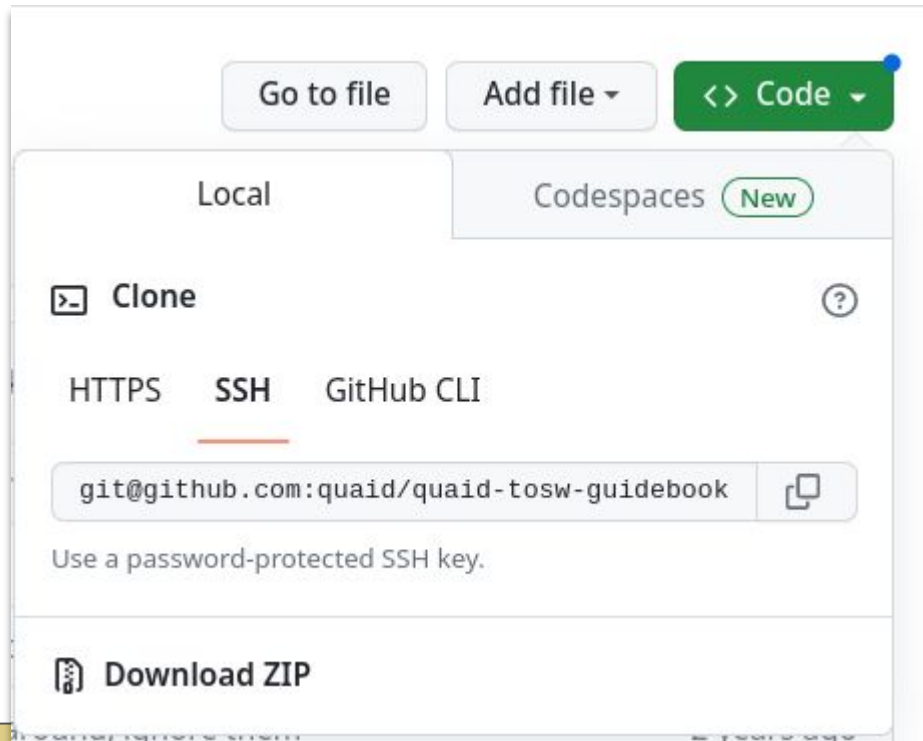 Go to file Add file <> Code
Local Codespaces New
Clone
HTTPS SSH GitHub CLI
git@github.com:quaid/quaid-tosw-guidebook
Use a password-protected SSH key.
Download ZIP